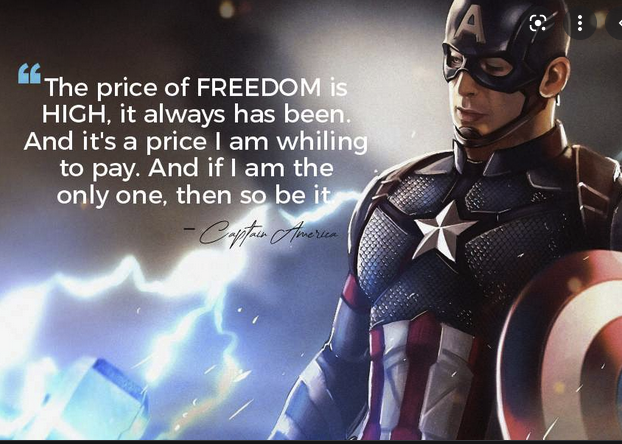 “The price of FREEDOM is
HIGH, it always has been.
And it's a price I am whiling
to pay. And if I am the
only one, then so be it.
– Captain America
A